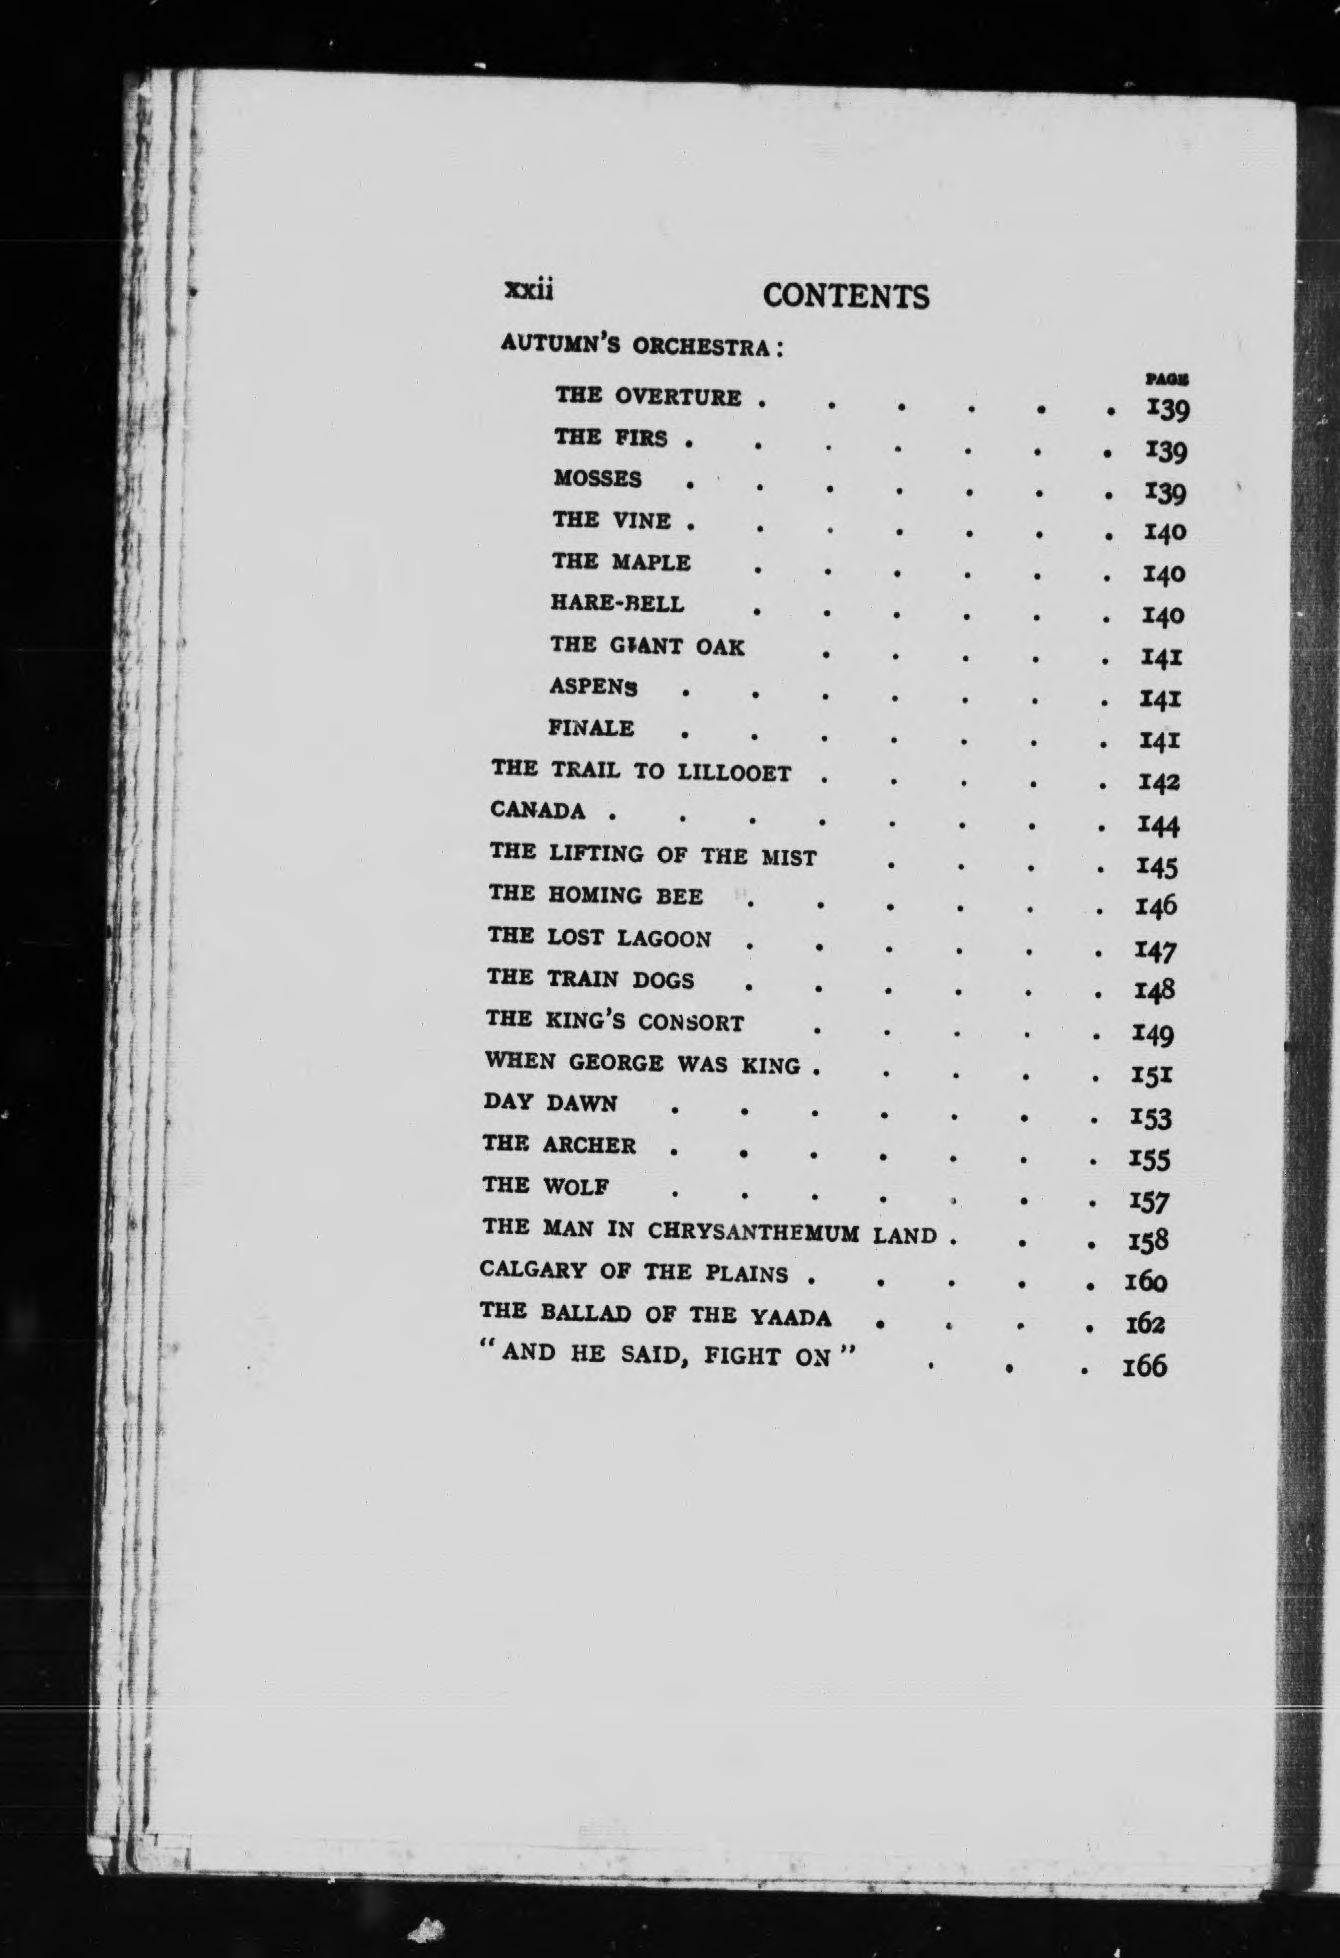 xxii CONTENTS
AUTUMN'S ORCHESTRA:
PAGE
THE OVERTURE . . . . . . 139
THE FIRS . . . . . . . 139
MOSSES . . . . . . . 139
THE VINE . . . . . . . 140
THE MAPLE . . . . . . 140
HARE-BELL . . . . . . 140
THE GIANT OAK . . . . . 141
ASPENS . . . . . . . 141
FINALE . . . . . . . 141
THE TRAIL TO LILLOOET . . . . . 142
CANADA . . . . . . . . 144
THE LIFTING OF THE MIST . . . . 145
THE HOMING BEE . . . . . . 146
THE LOST LAGOON . . . . . . 147
THE TRAIN DOGS . . . . . . 148
THE KING'S CONSORT . . . . . 149
WHEN GEORGE WAS KING . . . . . 151
DAY DAWN . . . . . . . 153
THE ARCHER . . . . . . . 155
THE WOLF . . . . . . . 157
THE MAN IN CHRYSANTHEMUM LAND . . . 158
CALGARY OF THE PLAINS . . . . . 160
THE BALLAD OF THE YAADA . . . . 162
"AND HE SAID, FIGHT ON" . . . 166